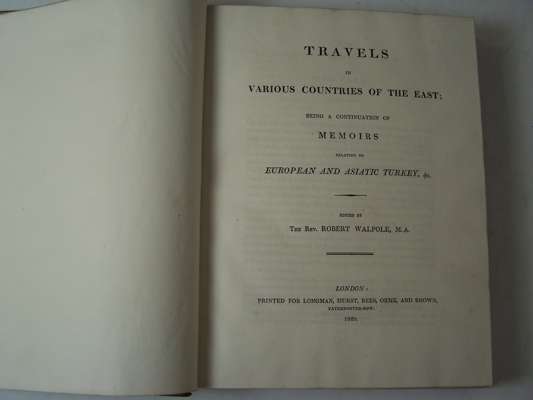 TRAVELS
IN
VARIOUS COUNTRIES OF THE EAST;
BEING A CONTINUATION OF
MEMOIRS
RELATING TO
EUROPEAN AND ASIATIC TURKEY, &c.
EDITED BY
THE REV. ROBERT WALPOLE, M.A.
LONDON:
PRINTED FOR LONGMAN, HURST, REES, ORME, AND BROWN,
PATERNOSTER-ROW:
1820.